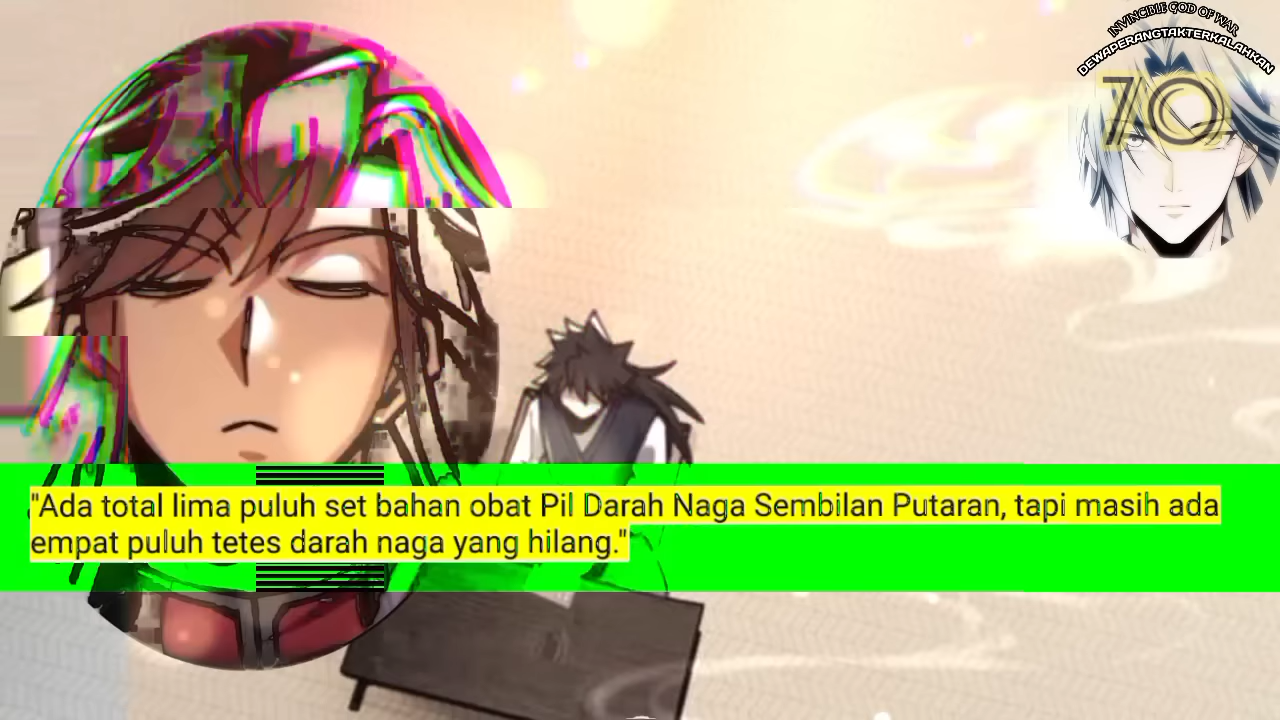 INVINCIBLE GOD OF WAR
DEWAPERANGTAKTERKALAHKAN
70
"Ada total lima puluh set bahan obat Pil Darah Naga Sembilan Putaran, tapi masih ada
empat puluh tetes darah naga yang hilang."